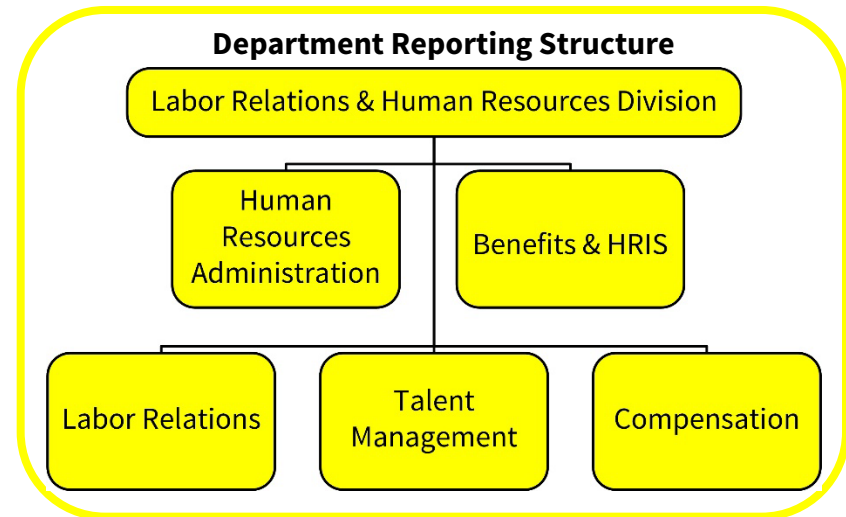 Department Reporting Structure
Labor Relations & Human Resources Division
Human
Resources
Administration
Benefits & HRIS
Labor Relations
Talent
Management
Compensation